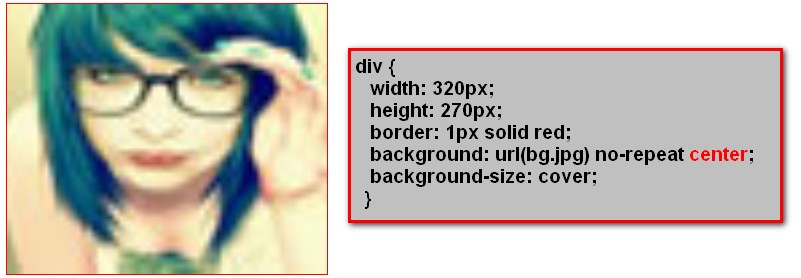 div {
width: 320px;
height: 270px;
border: 1px solid red;
background: url(bg.jpg) no-repeat center;
background-size: cover;
}